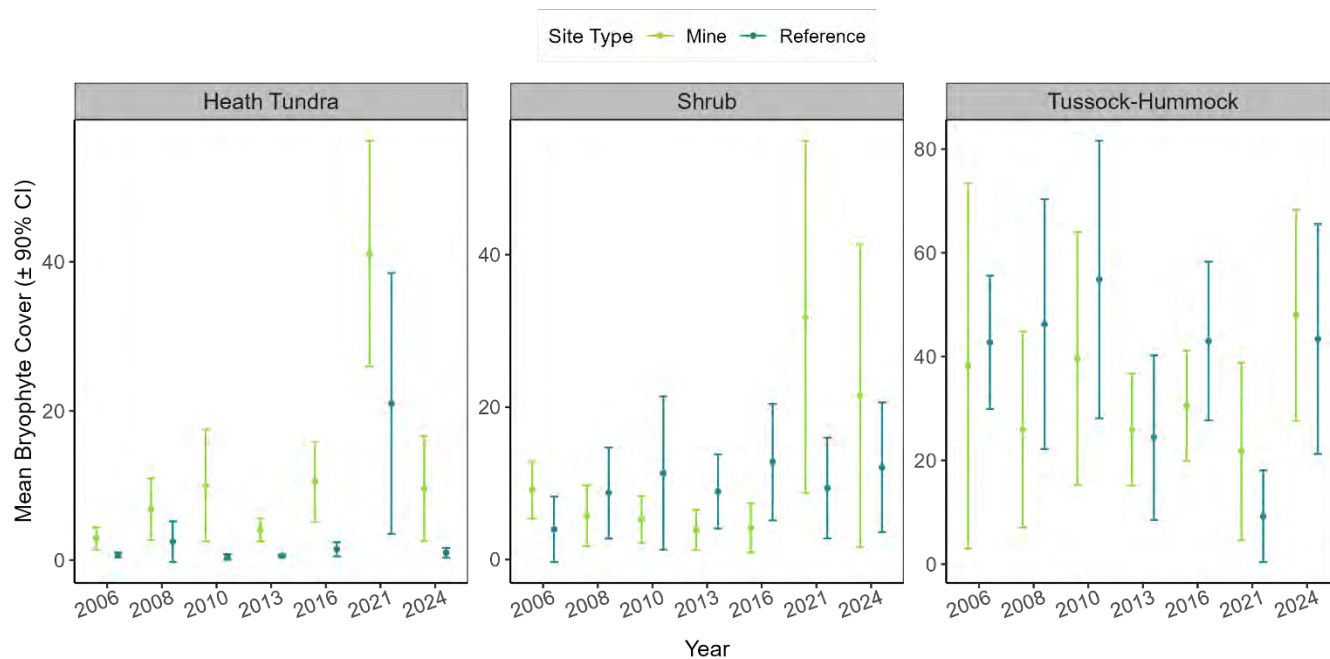 Site Type Mine Reference
Heath Tundra Shrub Tussock-Hummock
Mean Bryophyte Cover (± 90% CI)
40
20
0
40
20
0
80
60
40
20
0
2006 2008 2010 2013 2016 2021 2024
2006 2008 2010 2013 2016 2021 2024
2006 2008 2010 2013 2016 2021 2024
Year